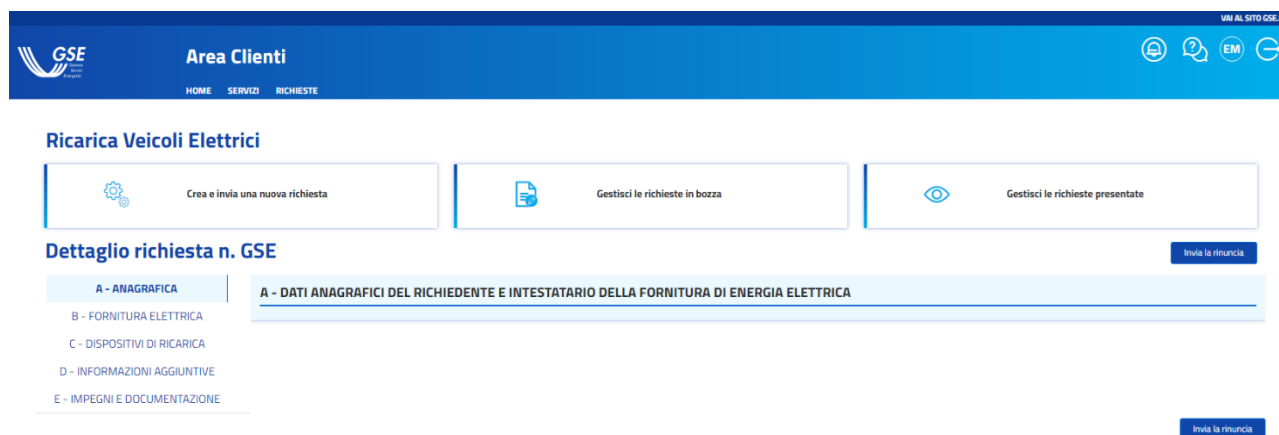 VAI AL SITO GSE.
GSE
Gestore
Servizi
Energetici
Area Clienti
EM
HOME SERVIZI RICHIESTE
Ricarica Veicoli Elettrici
Crea e invia una nuova richiesta
Gestisci le richieste in bozza
Gestisci le richieste presentate
Dettaglio richiesta n. GSE
Invia la rinuncia
A - ANAGRAFICA
A - DATI ANAGRAFICI DEL RICHIEDENTE E INTESTATARIO DELLA FORNITURA DI ENERGIA ELETTRICA
B - FORNITURA ELETTRICA
C - DISPOSITIVI DI RICARICA
D - INFORMAZIONI AGGIUNTIVE
E - IMPEGNI E DOCUMENTAZIONE
Invia la rinuncia